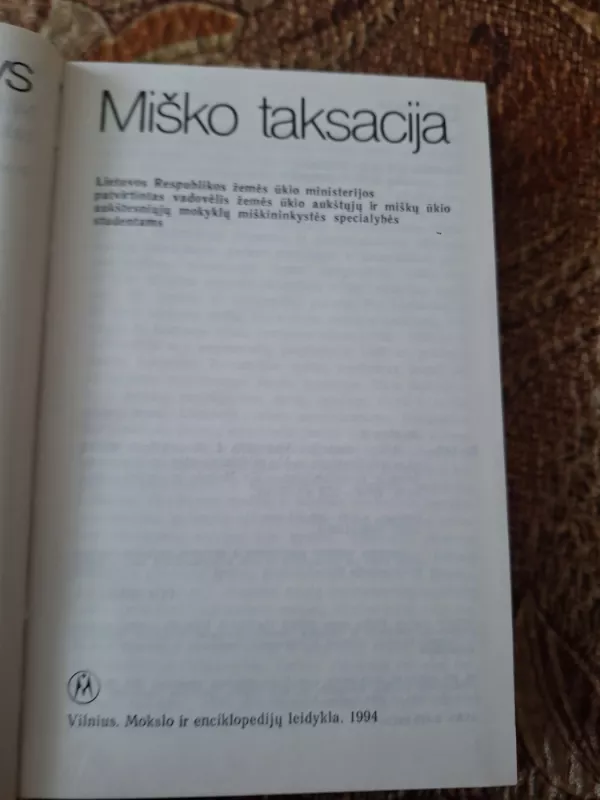 YS
Miško taksacija
Lietuvos Respublikos žemės ūkio ministerijos
patvirtintas vadovėlis žemės ūkio aukštųjų ir miškų ūkio
aukštesniųjų mokyklų miškininkystės specialybės
studentams
Vilnius. Mokslo ir enciklopedijų leidykla. 1994